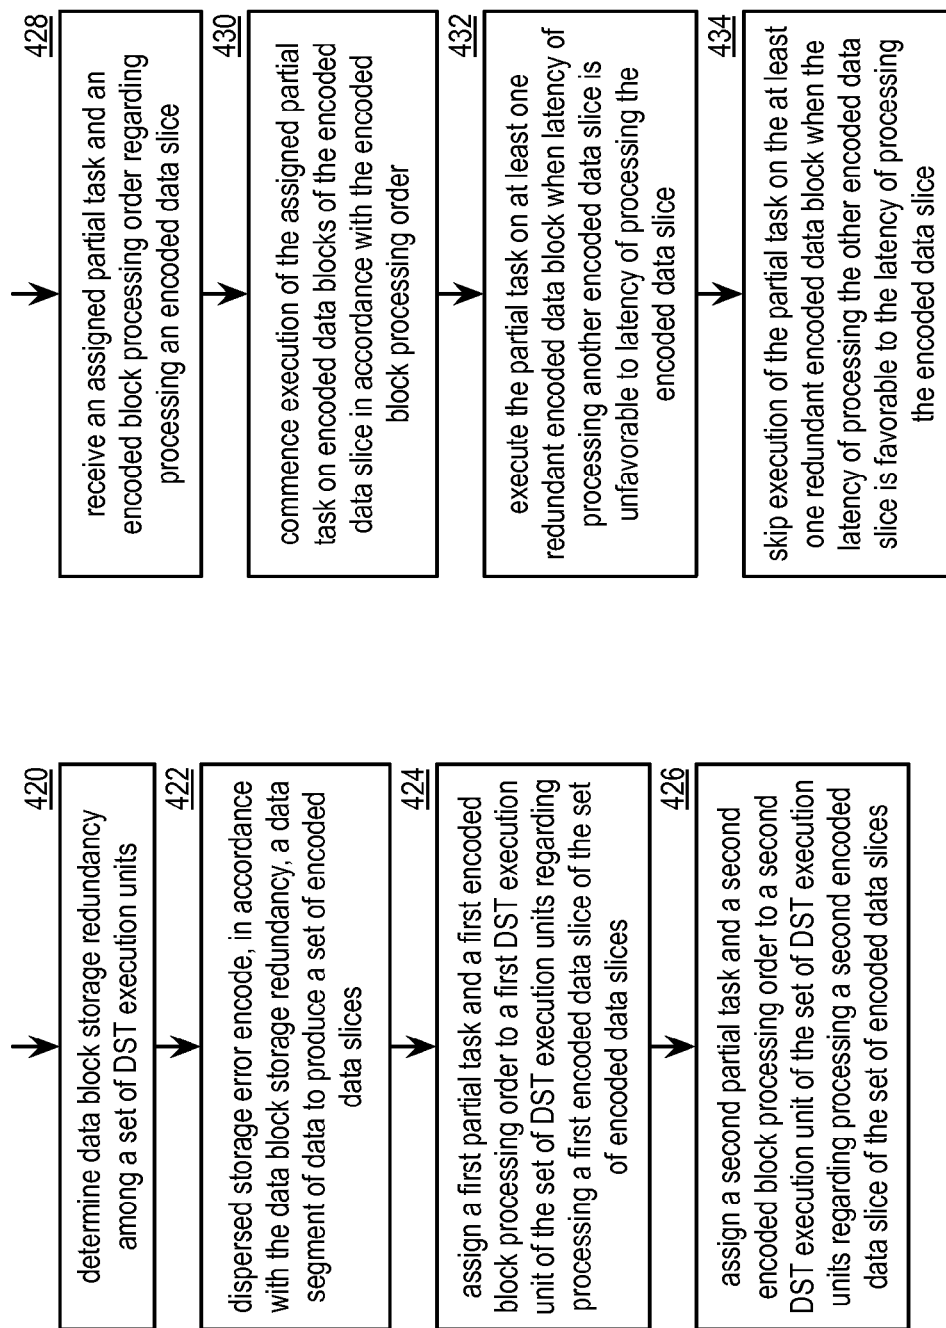 420
determine data block storage redundancy
among a set of DST execution units
422
dispersed storage error encode, in accordance
with the data block storage redundancy, a data
segment of data to produce a set of encoded
data slices
424
assign a first partial task and a first encoded
block processing order to a first DST execution
unit of the set of DST execution units regarding
processing a first encoded data slice of the set
of encoded data slices
426
assign a second partial task and a second
encoded block processing order to a second
DST execution unit of the set of DST execution
units regarding processing a second encoded
data slice of the set of encoded data slices
428
receive an assigned partial task and an
encoded block processing order regarding
processing an encoded data slice
430
commence execution of the assigned partial
task on encoded data blocks of the encoded
data slice in accordance with the encoded
block processing order
432
execute the partial task on at least one
redundant encoded data block when latency of
processing another encoded data slice is
unfavorable to latency of processing the
encoded data slice
434
skip execution of the partial task on the at least
one redundant encoded data block when the
latency of processing the other encoded data
slice is favorable to the latency of processing
the encoded data slice